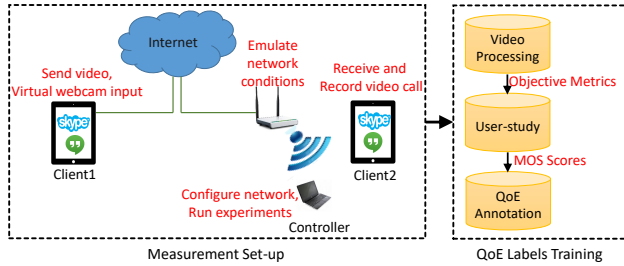 Internet
Send video,
Virtual webcam input
Emulate
network
conditions
Receive and
Record video call
skype
skype
Client1
Client2
Configure network,
Run experiments
Controller
Measurement Set-up
Video
Processing
Objective Metrics
User-study
MOS Scores
QoE
Annotation
QoE Labels Training